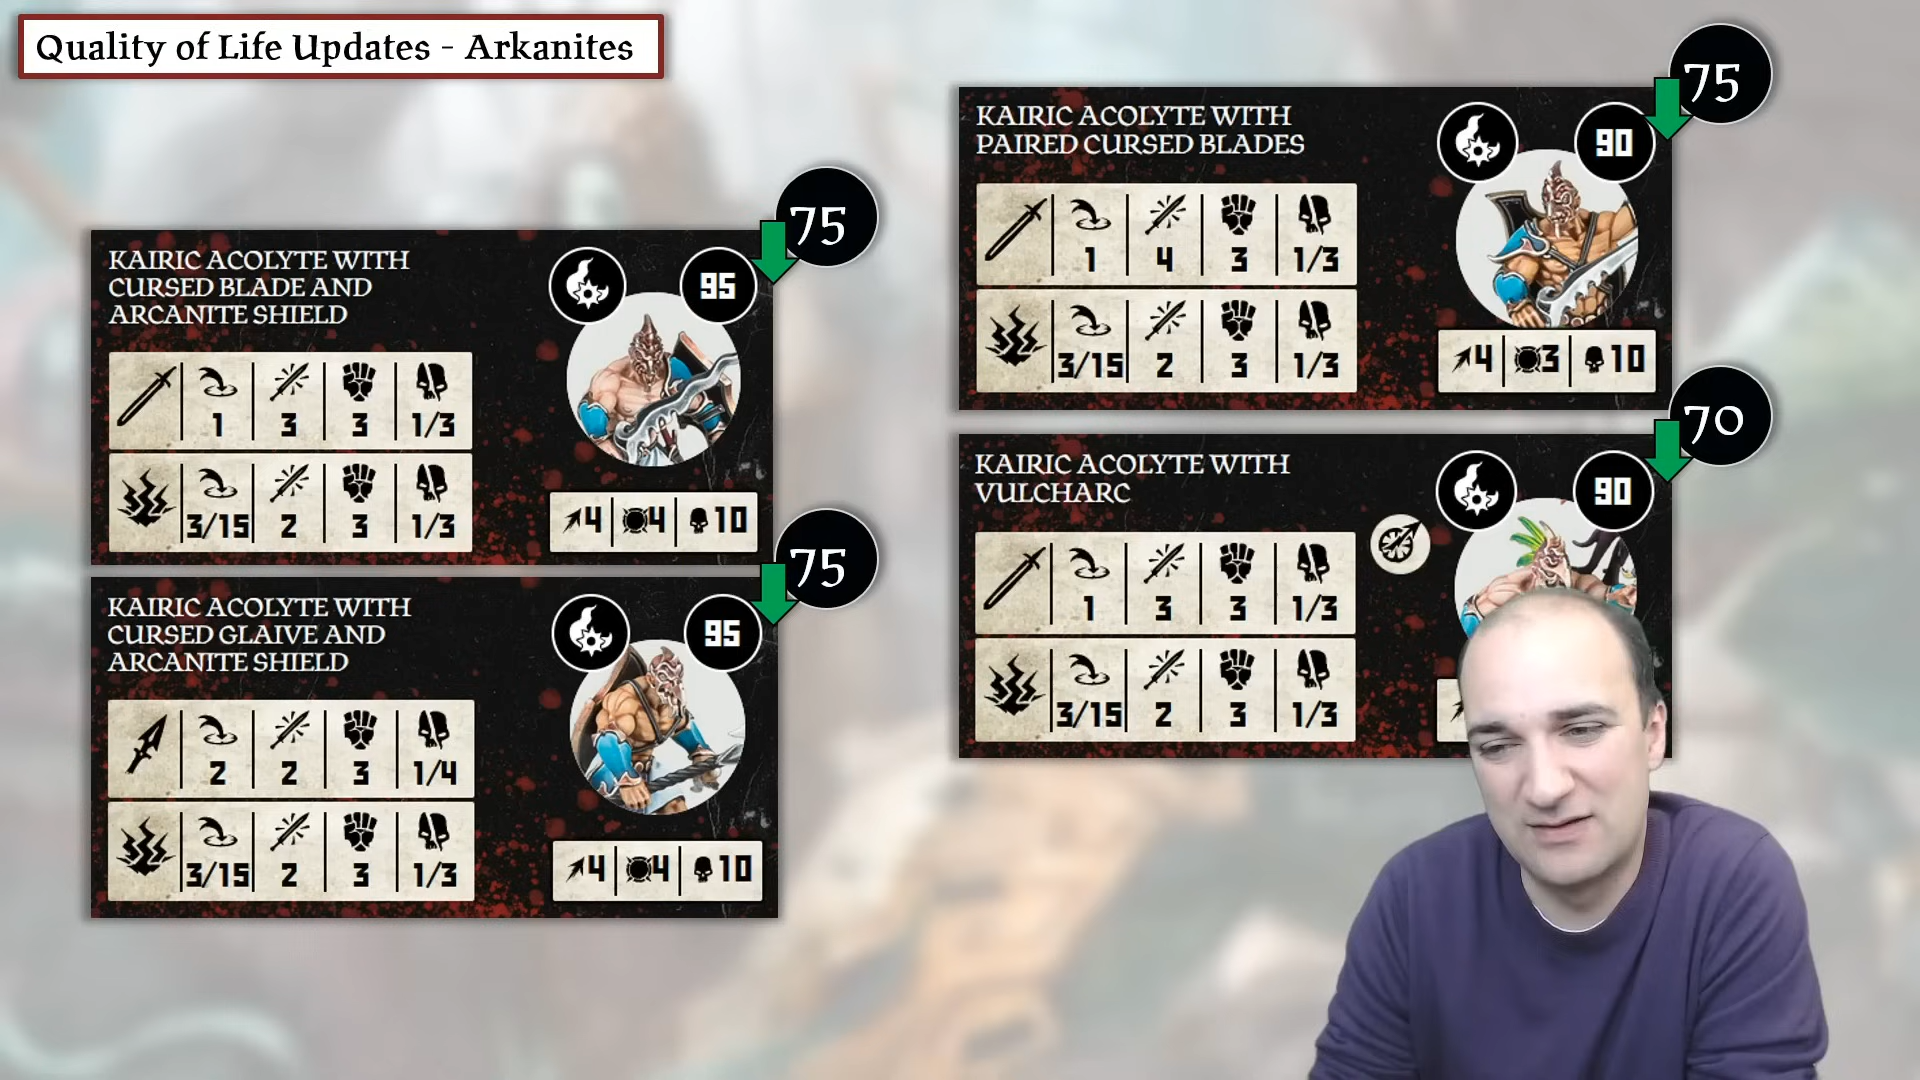 Quality of Life Updates - Arkanites
75
KAIRIC ACOLYTE WITH
CURSED BLADE AND
ARCANITE SHIELD
95
1 3 3 1/3
3/15 2 3 1/3
4 4 10
75
KAIRIC ACOLYTE WITH
CURSED GLAIVE AND
ARCANITE SHIELD
95
2 2 3 1/4
3/15 2 3 1/3
4 4 10
75
KAIRIC ACOLYTE WITH
PAIRED CURSED BLADES
90
1 4 3 1/3
3/15 2 3 1/3
4 3 10
70
KAIRIC ACOLYTE WITH
VULCHARC
90
1 3 3 1/3
3/15 2 3 1/3